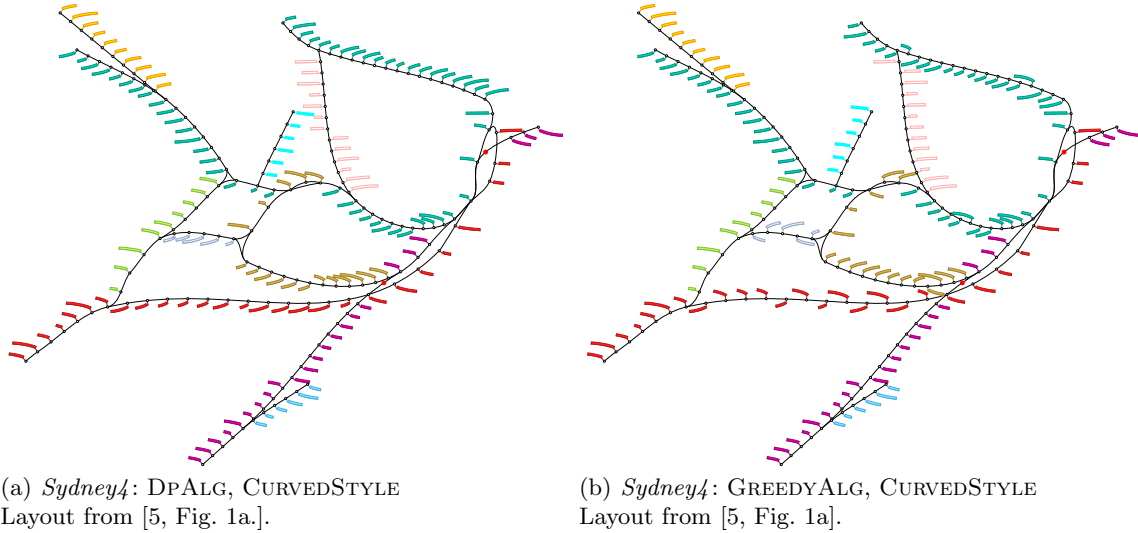 (a) Sydney4: DPALG, CURVEDSTYLE
Layout from [5, Fig. 1a.].
(b) Sydney4: GREEDYALG, CURVEDSTYLE
Layout from [5, Fig. 1a].